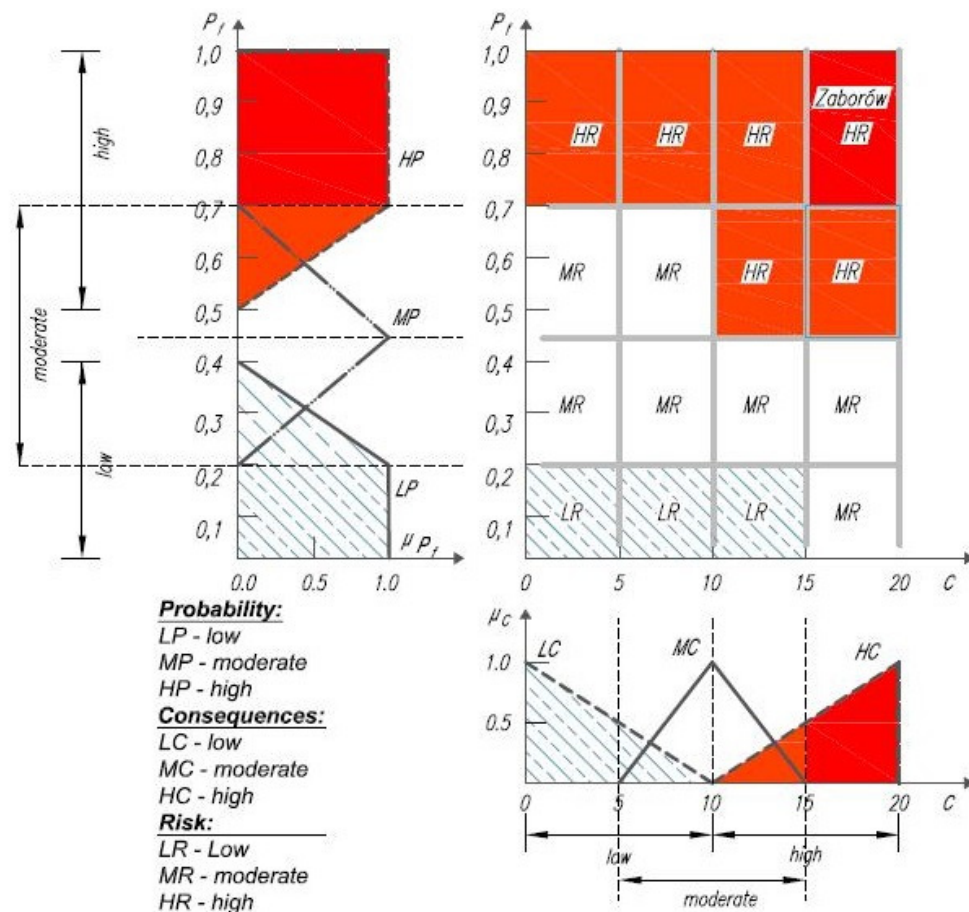 P_f
1,0
0,9
0,8
0,7
0,6
0,5
0,4
0,3
0,2
0,1
high
moderate
law
HP
MP
LP
μ P_f
0.0 0.5 1.0
P_f
1,0
0,9
0,8
0,7
0,6
0,5
0,4
0,3
0,2
0,1
Zaborów
HR HR HR HR
MR MR HR HR
MR MR MR MR
LR LR LR MR
0 5 10 15 20 C
Probability:
LP - low
MP - moderate
HP - high
Consequences:
LC - low
MC - moderate
HC - high
Risk:
LR - Low
MR - moderate
HR - high
μ_C
LC MC HC
1.0
0.5
0 5 10 15 20 C
law high
moderate